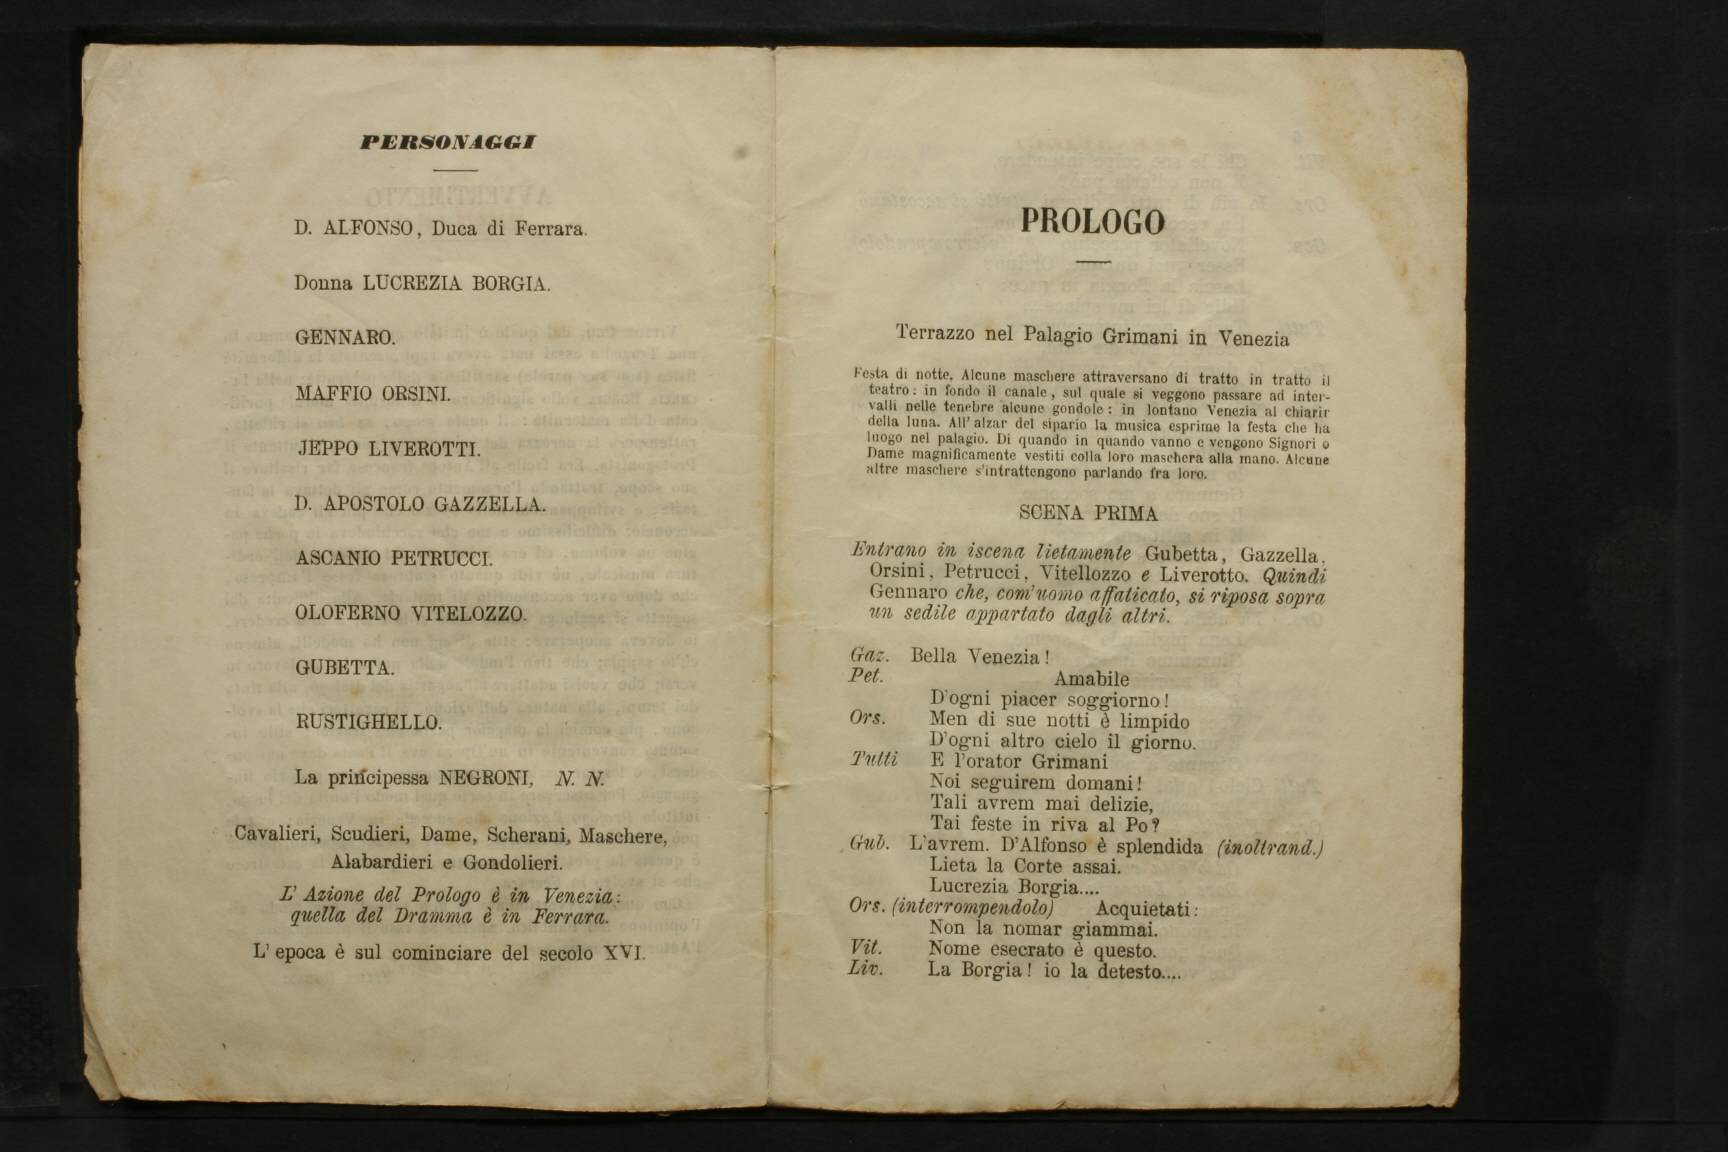 PERSONAGGI
D. ALFONSO, Duca di Ferrara.
Donna LUCREZIA BORGIA.
GENNARO.
MAFFIO ORSINI.
JEPPO LIVEROTTI.
D. APOSTOLO GAZZELLA.
ASCANIO PETRUCCI.
OLOFERNO VITELOZZO.
GUBETTA.
RUSTIGHELLO.
La principessa NEGRONI, N. N.
Cavalieri, Scudieri, Dame, Scherani, Maschere,
Alabardieri e Gondolieri.
L'Azione del Prologo è in Venezia:
quella del Dramma è in Ferrara.
L'epoca è sul cominciare del secolo XVI.
PROLOGO
Terrazzo nel Palagio Grimani in Venezia
Festa di notte. Alcune maschere attraversano di tratto in tratto il
teatro: in fondo il canale, sul quale si veggono passare ad inter-
valli nelle tenebre alcune gondole: in lontano Venezia al chiarir
della luna. All'alzar del sipario la musica esprime la festa che ha
luogo nel palagio. Di quando in quando vanno e vengono Signori o
Dame magnificamente vestiti colla loro maschera alla mano. Alcune
altre maschere s'intrattengono parlando fra loro.
SCENA PRIMA
Entrano in iscena lietamente Gubetta, Gazzella,
Orsini, Petrucci, Vitellozzo e Liverotto. Quindi
Gennaro che, com'uomo affaticato, si riposa sopra
un sedile appartato dagli altri.
Gaz. Bella Venezia!
Pet. Amabile
D'ogni piacer soggiorno!
Ors. Men di sue notti è limpido
D'ogni altro cielo il giorno.
Tutti E l'orator Grimani
Noi seguirem domani!
Tali avrem mai delizie,
Tai feste in riva al Po?
Gub. L'avrem. D'Alfonso è splendida (inoltrand.)
Lieta la Corte assai.
Lucrezia Borgia....
Ors. (interrompendolo) Acquietati:
Non la nomar giammai.
Vit. Nome esecrato è questo.
Liv. La Borgia! io la detesto....